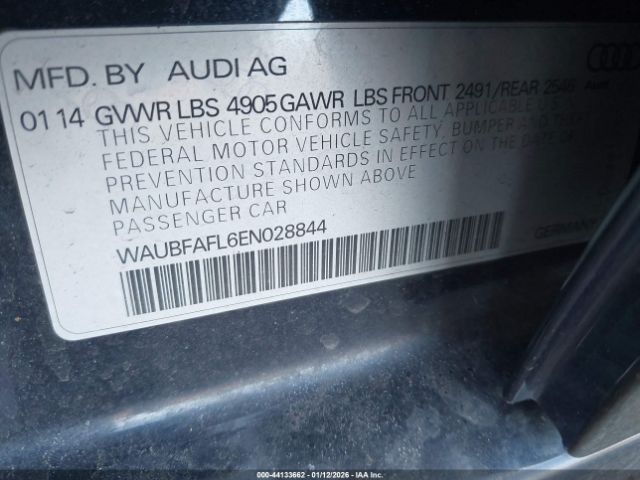 MFD. BY AUDI AG
01 14 GVWR LBS 4905 GAWR LBS FRONT 2491/REAR 2546
THIS VEHICLE CONFORMS TO ALL APPLICABLE U.S.
FEDERAL MOTOR VEHICLE SAFETY, BUMPER AND THEFT
PREVENTION STANDARDS IN EFFECT ON THE DATE OF
MANUFACTURE SHOWN ABOVE
PASSENGER CAR
WAUBFAFL6EN028844
GERMANY
Audi
000-44133662 - 01/12/2026 - IAA Inc.